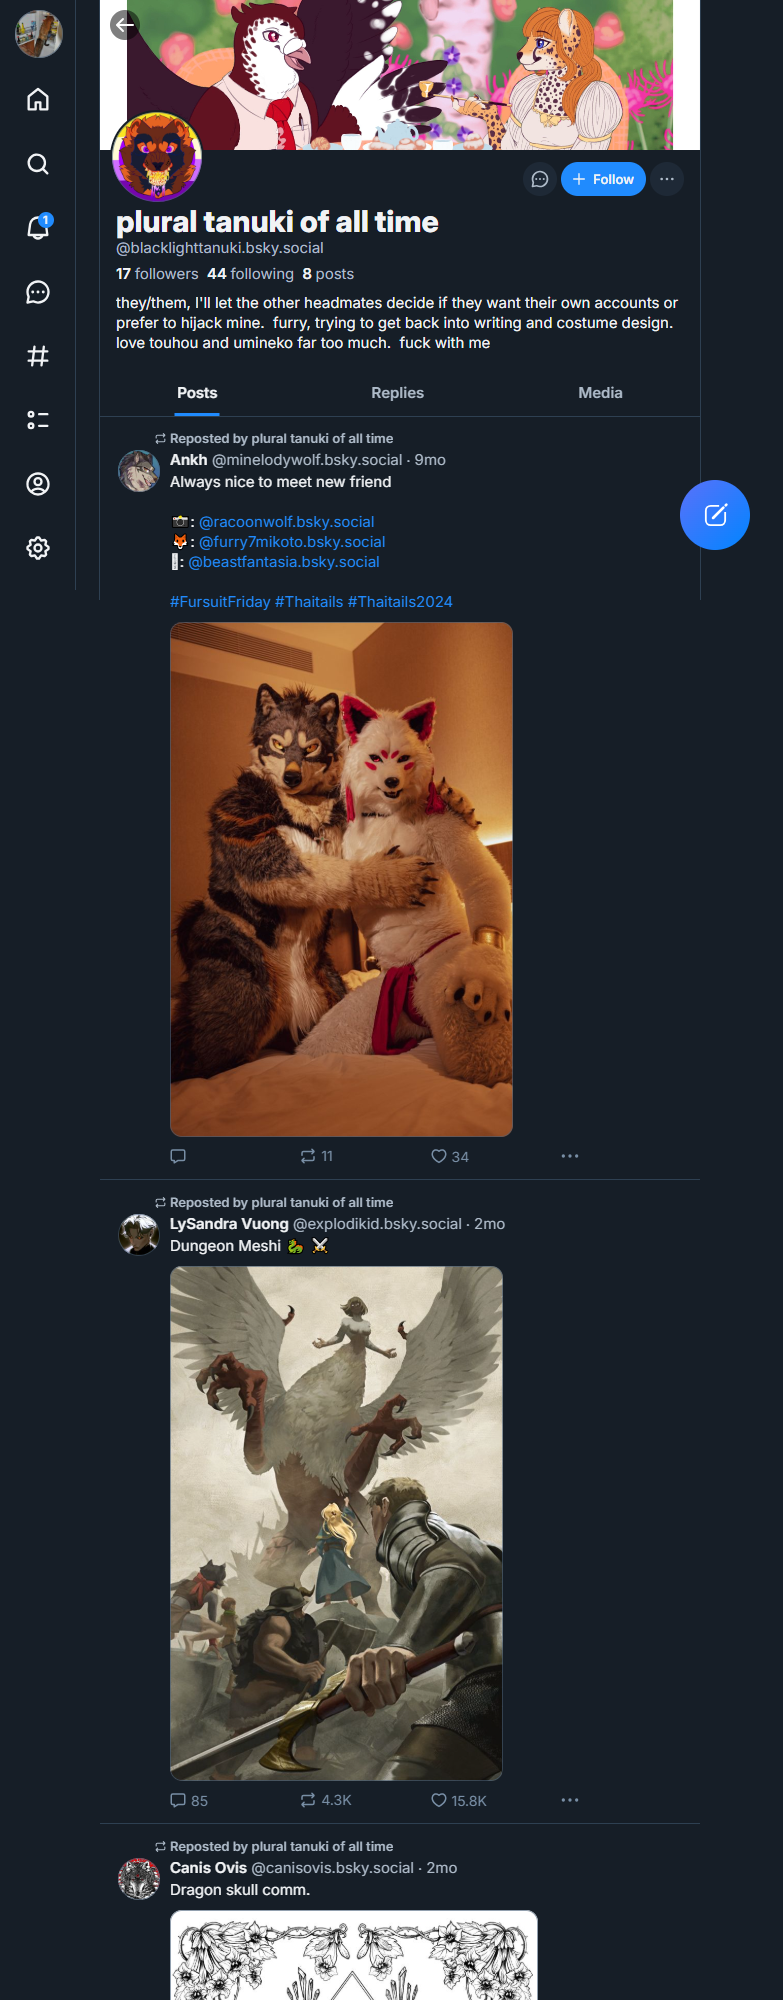 1
Follow
plural tanuki of all time
@blacklighttanuki.bsky.social
17 followers 44 following 8 posts
they/them, I'll let the other headmates decide if they want their own accounts or
prefer to hijack mine. furry, trying to get back into writing and costume design.
love touhou and umineko far too much. fuck with me
Posts Replies Media
Reposted by plural tanuki of all time
Ankh @minelodywolf.bsky.social · 9mo
Always nice to meet new friend
📷: @racoonwolf.bsky.social
🦊: @furry7mikoto.bsky.social
: @beastfantasia.bsky.social
#FursuitFriday #Thaitails #Thaitails2024
11 34
Reposted by plural tanuki of all time
LySandra Vuong @explodikid.bsky.social · 2mo
Dungeon Meshi 🐉 ⚔️
85 4.3K 15.8K
Reposted by plural tanuki of all time
Canis Ovis @canisovis.bsky.social · 2mo
Dragon skull comm.